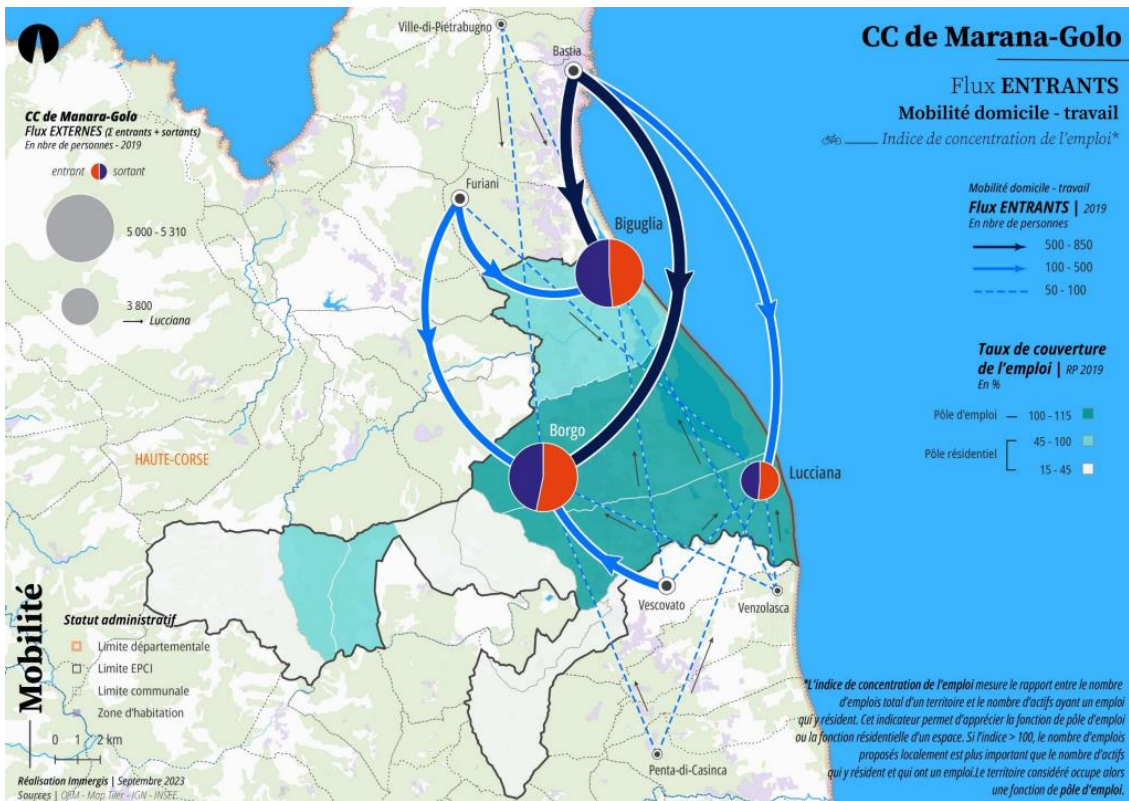 CC de Marana-Golo
Flux ENTRANTS
Mobilité domicile - travail
Indice de concentration de l'emploi*
CC de Manara-Golo
Flux EXTERNES (Σ entrants + sortants)
En nbre de personnes - 2019
entrant sortant
5 000 - 5 310
3 800
Lucciana
Mobilité domicile - travail
Flux ENTRANTS | 2019
En nbre de personnes
500 - 850
100 - 500
50 - 100
Taux de couverture
de l'emploi | RP 2019
En %
Pôle d'emploi 100 - 115
45 - 100
Pôle résidentiel
15 - 45
Ville-di-Pietrabugno
Bastia
Furiani
Biguglia
Borgo
Lucciana
HAUTE-CORSE
Vescovato
Venzolasca
Penta-di-Casinca
Mobilité
Statut administratif
Limite départementale
Limite EPCI
Limite communale
Zone d'habitation
0 1 2 km
Réalisation Immergis | Septembre 2023
Sources | OSM - Map Tiler - IGN - INSEE
*L'indice de concentration de l'emploi mesure le rapport entre le nombre
d'emplois total d'un territoire et le nombre d'actifs ayant un emploi
qui y résident. Cet indicateur permet d'apprécier la fonction de pôle d'emploi
ou la fonction résidentielle d'un espace. Si l'indice > 100, le nombre d'emplois
proposés localement est plus important que le nombre d'actifs
qui y résident et qui ont un emploi.Le territoire considéré occupe alors
une fonction de pôle d'emploi.